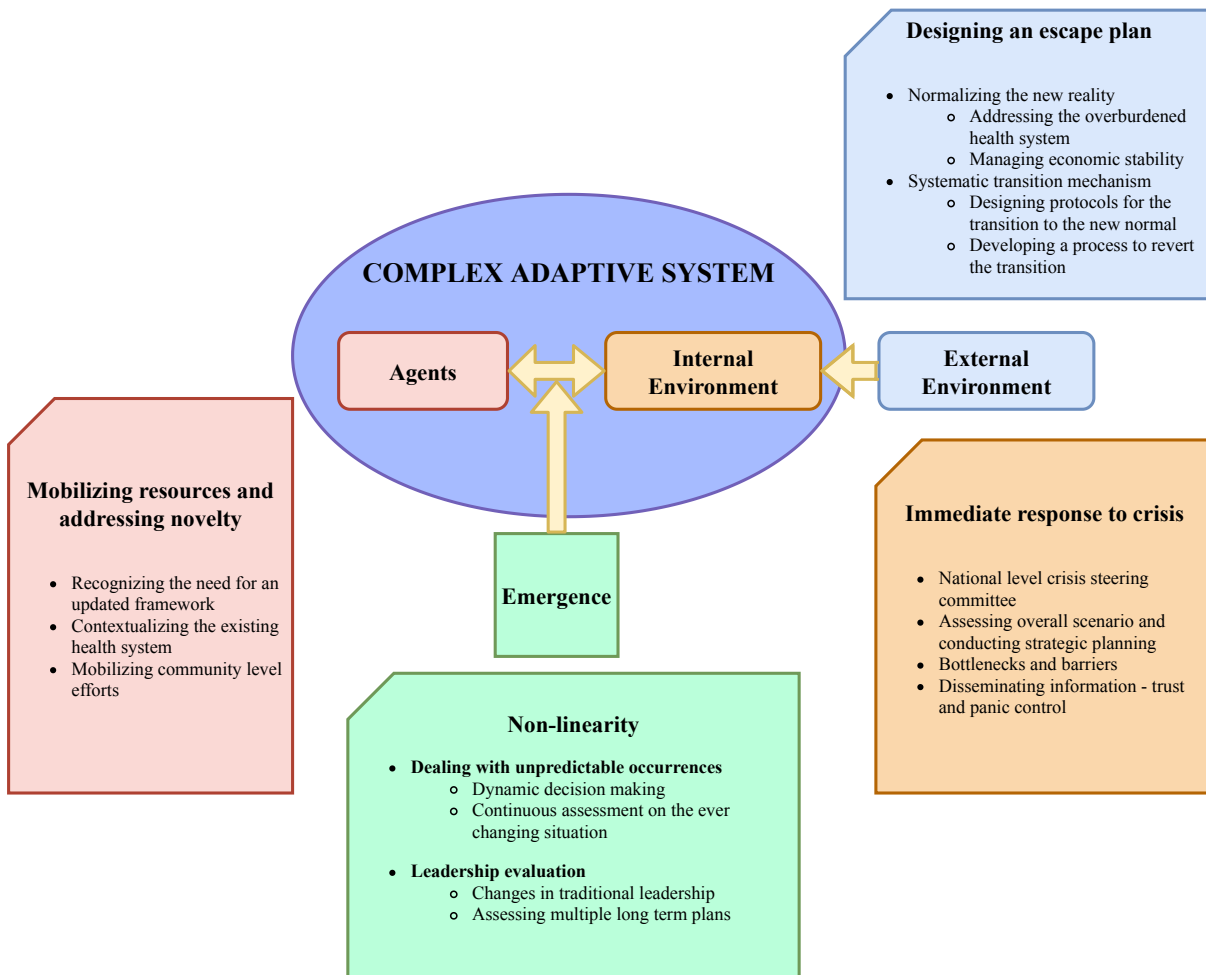 Designing an escape plan
• Normalizing the new reality
o Addressing the overburdened
health system
o Managing economic stability
• Systematic transition mechanism
o Designing protocols for the
transition to the new normal
o Developing a process to revert
the transition
COMPLEX ADAPTIVE SYSTEM
Agents
Internal
Environment
External
Environment
Mobilizing resources and
addressing novelty
• Recognizing the need for an
updated framework
• Contextualizing the existing
health system
• Mobilizing community level
efforts
Immediate response to crisis
• National level crisis steering
committee
• Assessing overall scenario and
conducting strategic planning
• Bottlenecks and barriers
• Disseminating information - trust
and panic control
Emergence
Non-linearity
• Dealing with unpredictable occurrences
o Dynamic decision making
o Continuous assessment on the ever
changing situation
• Leadership evaluation
o Changes in traditional leadership
o Assessing multiple long term plans